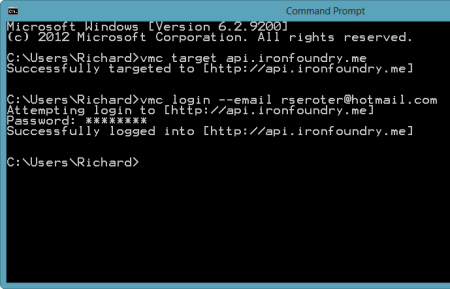 Command Prompt
Microsoft Windows [Version 6.2.9200]
(c) 2012 Microsoft Corporation. All rights reserved.
C:\Users\Richard>vmc target api.ironfoundry.me
Successfully targeted to [http://api.ironfoundry.me]
C:\Users\Richard>vmc login --email rseroter@hotmail.com
Attempting login to [http://api.ironfoundry.me]
Password: ********
Successfully logged into [http://api.ironfoundry.me]
C:\Users\Richard>